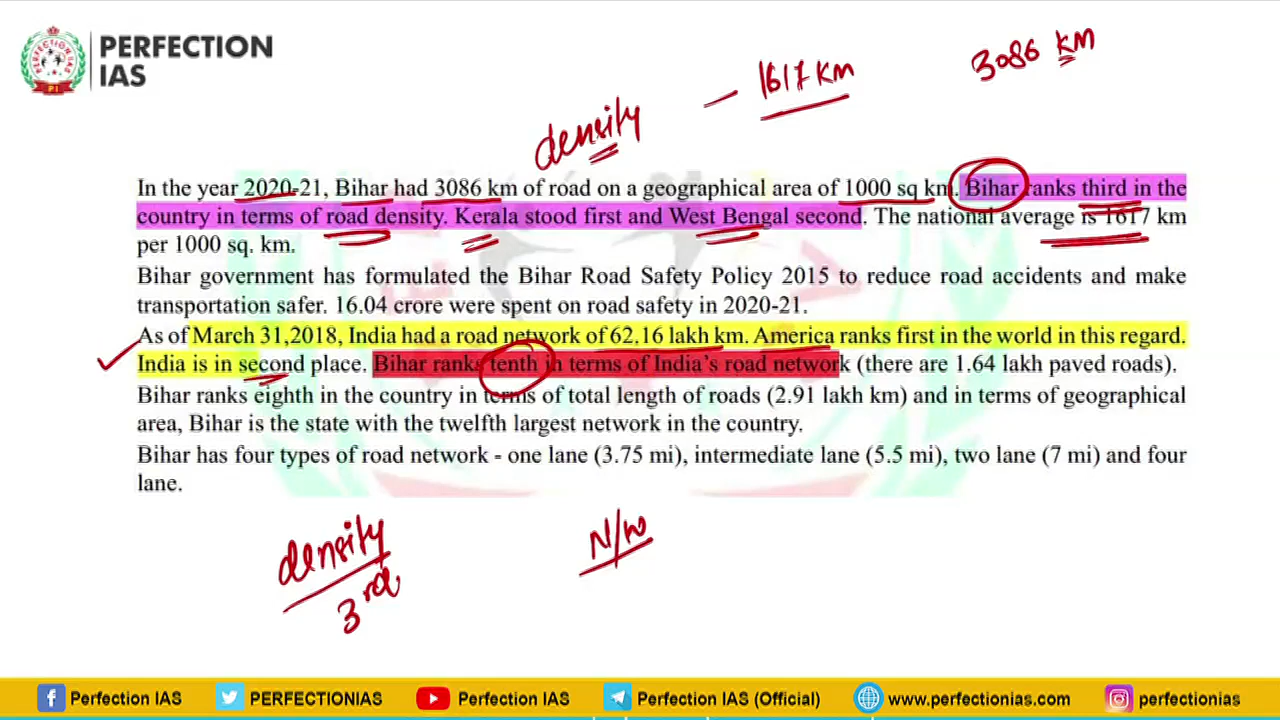 PERFECTION
IAS
density - 1617 km
3086 km
In the year 2020-21, Bihar had 3086 km of road on a geographical area of 1000 sq km. Bihar ranks third in the
country in terms of road density. Kerala stood first and West Bengal second. The national average is 1617 km
per 1000 sq. km.
Bihar government has formulated the Bihar Road Safety Policy 2015 to reduce road accidents and make
transportation safer. 16.04 crore were spent on road safety in 2020-21.
As of March 31,2018, India had a road network of 62.16 lakh km. America ranks first in the world in this regard.
India is in second place. Bihar ranks tenth in terms of India's road network (there are 1.64 lakh paved roads).
Bihar ranks eighth in the country in terms of total length of roads (2.91 lakh km) and in terms of geographical
area, Bihar is the state with the twelfth largest network in the country.
Bihar has four types of road network - one lane (3.75 mi), intermediate lane (5.5 mi), two lane (7 mi) and four
lane.
density
3rd
N/w
Perfection IAS PERFECTIONIAS Perfection IAS Perfection IAS (Official) www.perfectionias.com perfectionias